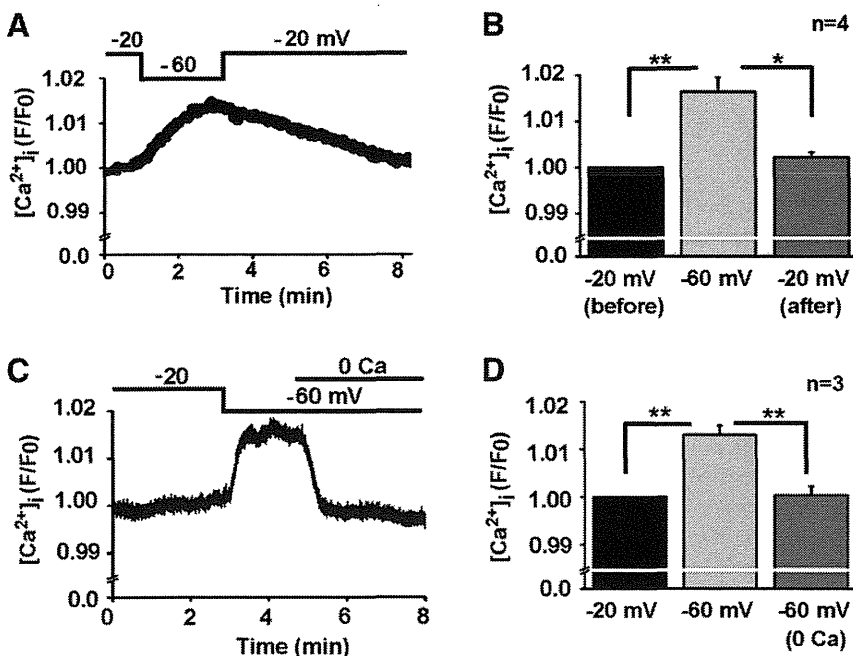 A
-20
-60
-20 mV
[Ca2+]i (F/F0)
1.02
1.01
1.00
0.99
0.0
0 2 4 6 8
Time (min)
B
n=4
** *
[Ca2+]i (F/F0)
1.02
1.01
1.00
0.99
0.0
-20 mV -60 mV -20 mV
(before) (after)
C
0 Ca
-20
-60 mV
[Ca2+]i (F/F0)
1.02
1.01
1.00
0.99
0.0
0 2 4 6 8
Time (min)
D
n=3
** **
[Ca2+]i (F/F0)
1.02
1.01
1.00
0.99
0.0
-20 mV -60 mV -60 mV
(0 Ca)